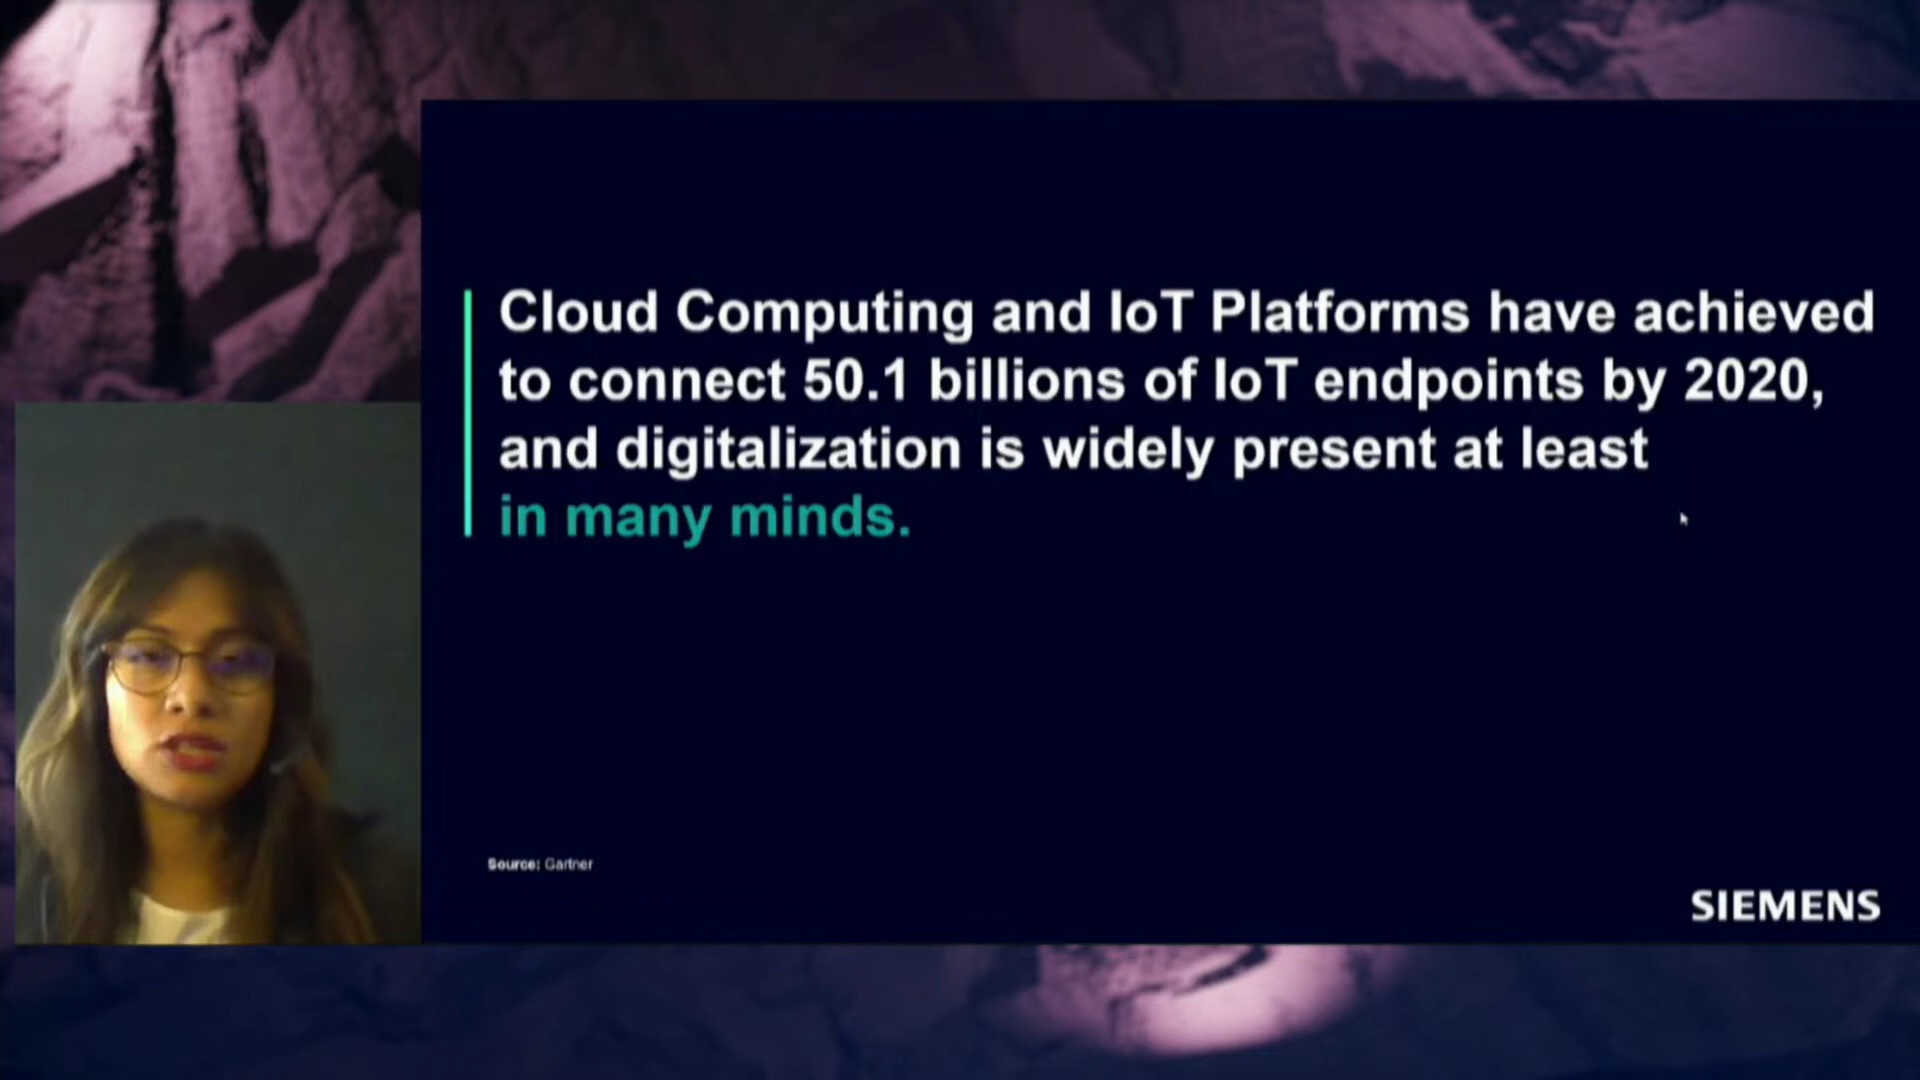 Cloud Computing and IoT Platforms have achieved
to connect 50.1 billions of IoT endpoints by 2020,
and digitalization is widely present at least
in many minds.
Source: Gartner
SIEMENS